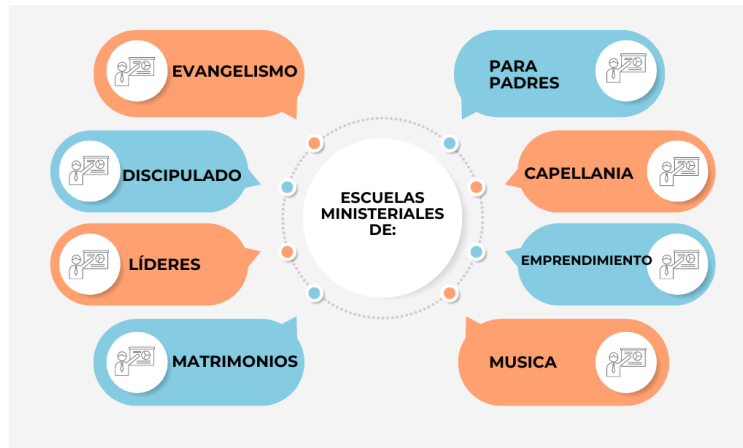 EVANGELISMO
DISCIPULADO
LÍDERES
MATRIMONIOS
ESCUELAS
MINISTERIALES
DE:
PARA
PADRES
CAPELLANIA
EMPRENDIMIENTO
MUSICA